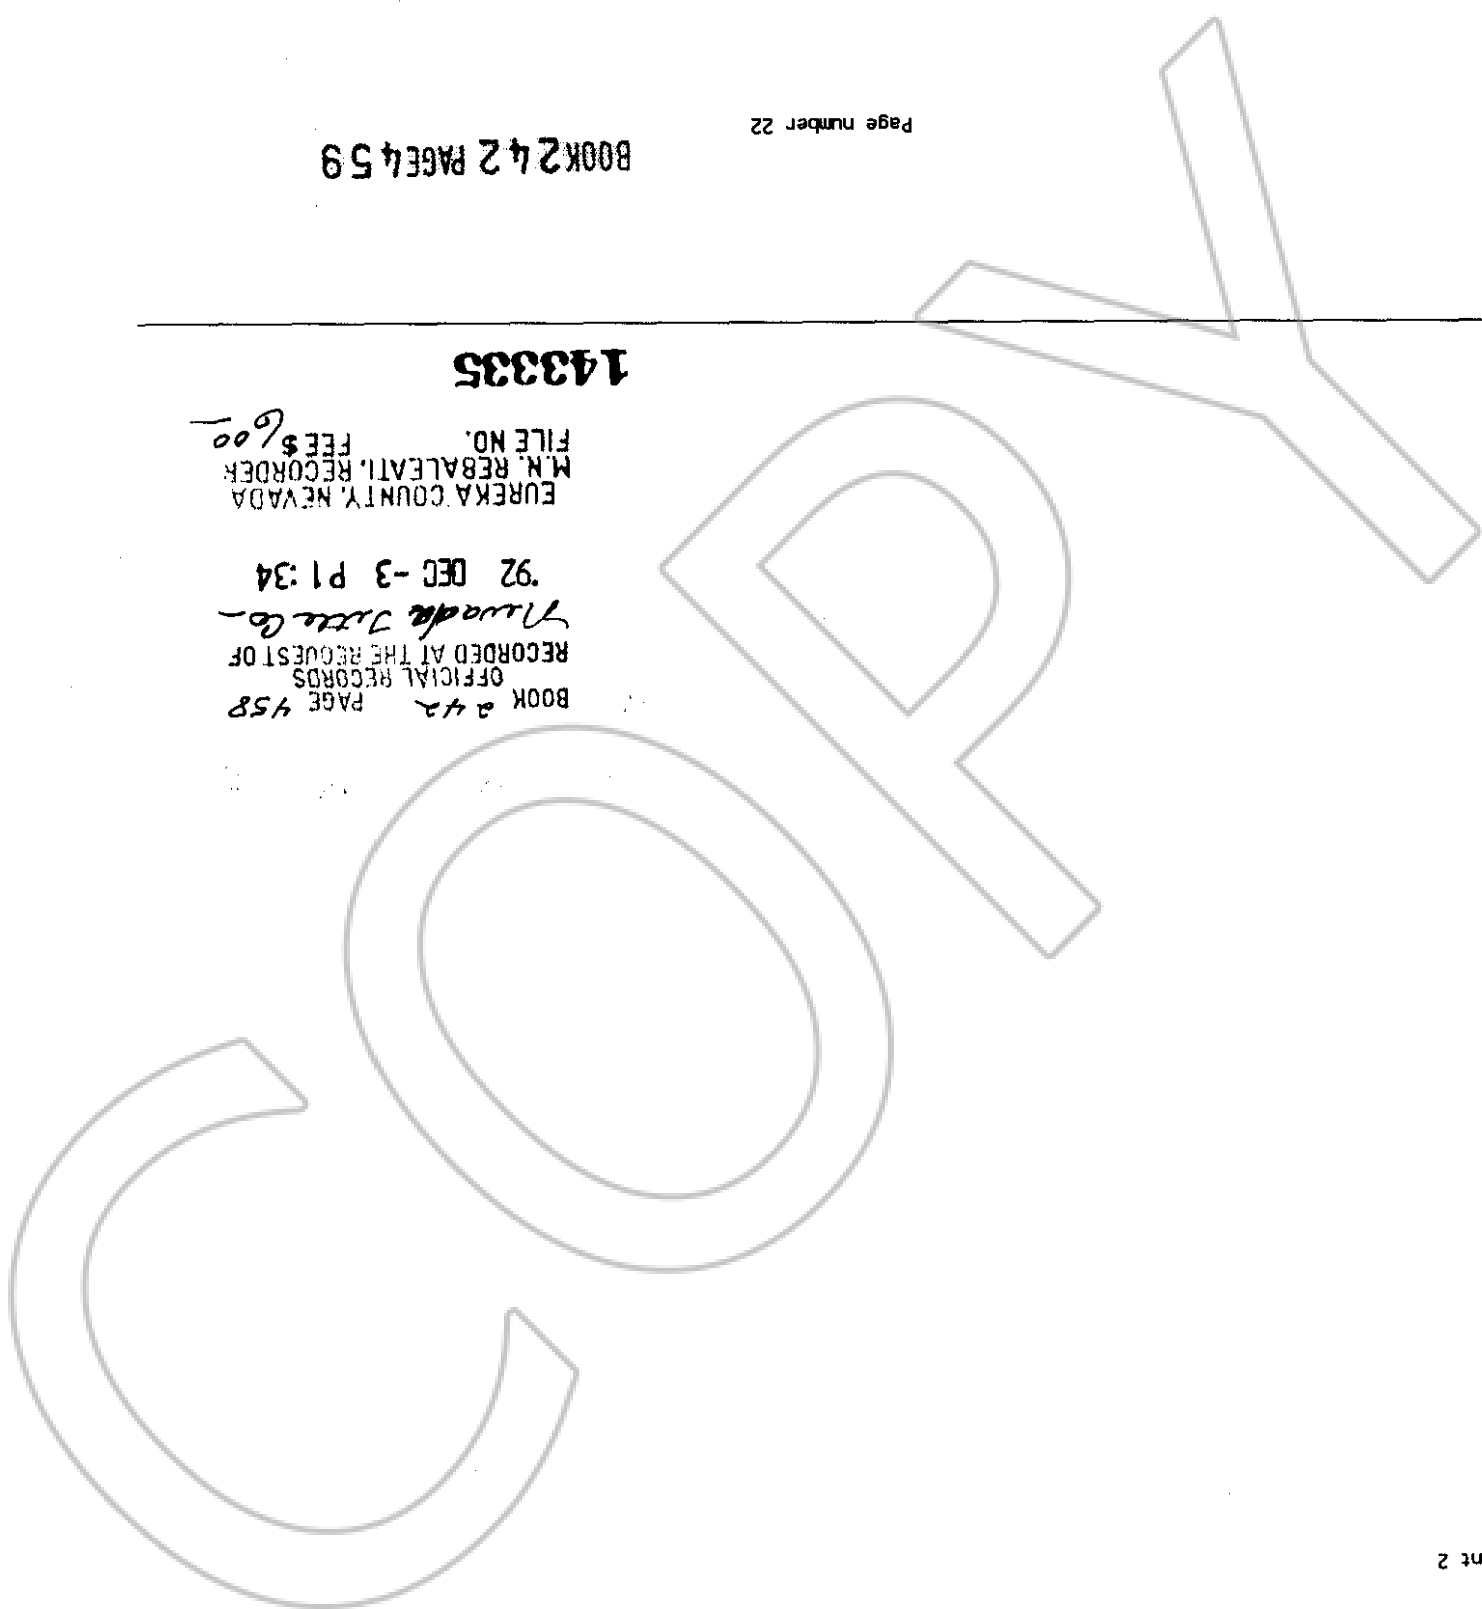 nt 2
COPY
BOOK 242 PAGE 458
OFFICIAL RECORDS
RECORDED AT THE REQUEST OF
Nevada Title Co
'92 DEC -3 P1:34
EUREKA COUNTY, NEVADA
M.N. REBALEATI, RECORDER
FILE NO. FEE $ 6.00
143335
Page number 22
BOOK 242 PAGE 459